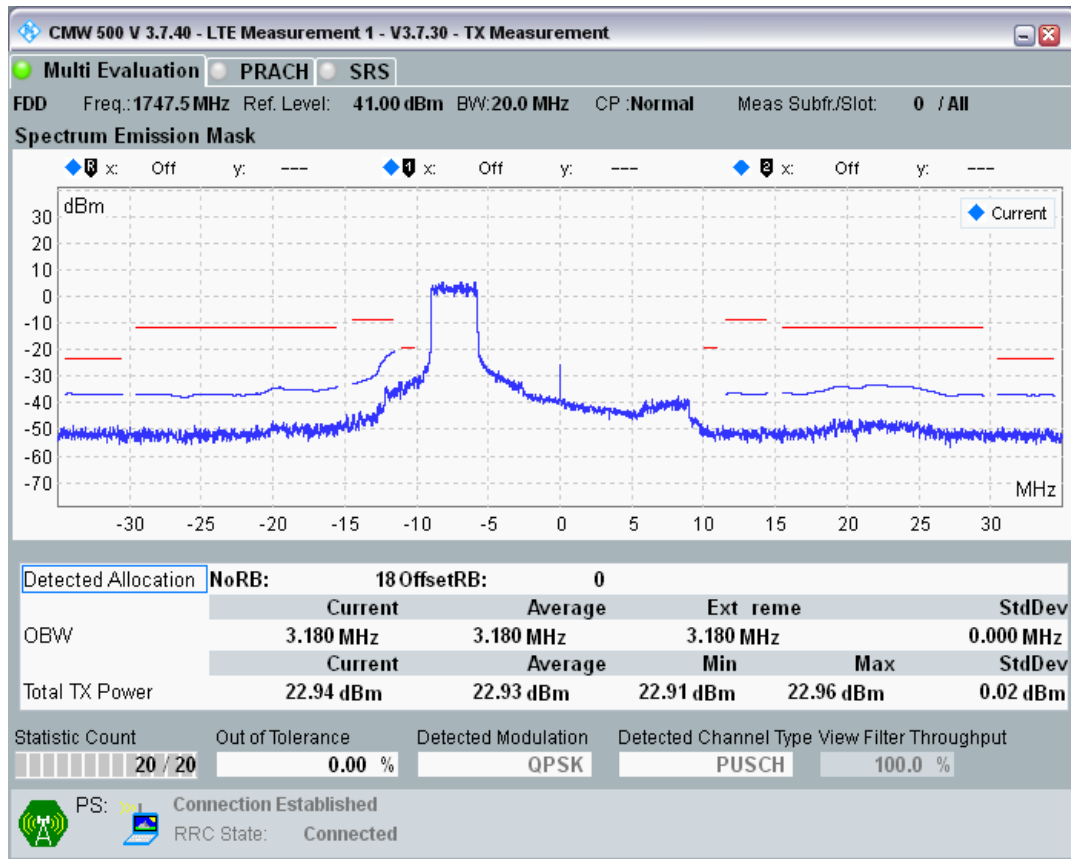 CMW 500 V 3.7.40 - LTE Measurement 1 - V3.7.30 - TX Measurement
Multi Evaluation PRACH SRS
FDD Freq.:1747.5 MHz Ref. Level: 41.00 dBm BW:20.0 MHz CP :Normal Meas Subfr./Slot: 0 / All
Spectrum Emission Mask
R x: Off y: --- 1 x: Off y: --- 2 x: Off y: ---
dBm
Current
30
20
10
0
-10
-20
-30
-40
-50
-60
-70
MHz
-30 -25 -20 -15 -10 -5 0 5 10 15 20 25 30
Detected Allocation NoRB: 18 OffsetRB: 0
Current Average Ext reme StdDev
OBW 3.180 MHz 3.180 MHz 3.180 MHz 0.000 MHz
Current Average Min Max StdDev
Total TX Power 22.94 dBm 22.93 dBm 22.91 dBm 22.96 dBm 0.02 dBm
Statistic Count Out of Tolerance Detected Modulation Detected Channel Type View Filter Throughput
20 / 20 0.00 % QPSK PUSCH 100.0 %
PS: Connection Established
RRC State: Connected